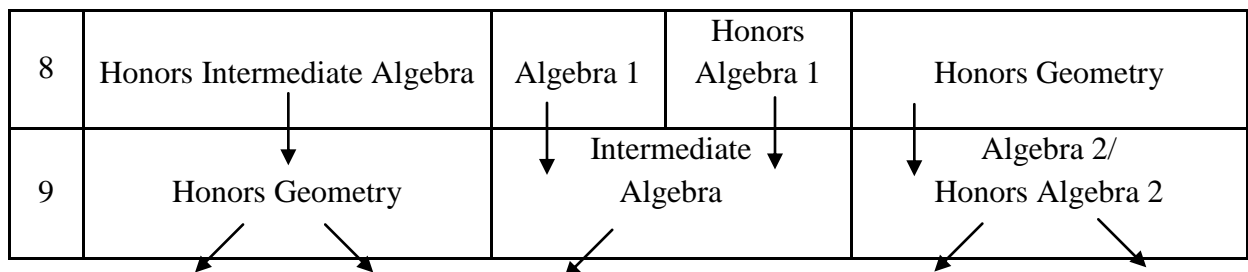 8
Honors Intermediate Algebra
Algebra 1
Honors
Algebra 1
Honors Geometry
9
Honors Geometry
Intermediate
Algebra
Algebra 2/
Honors Algebra 2